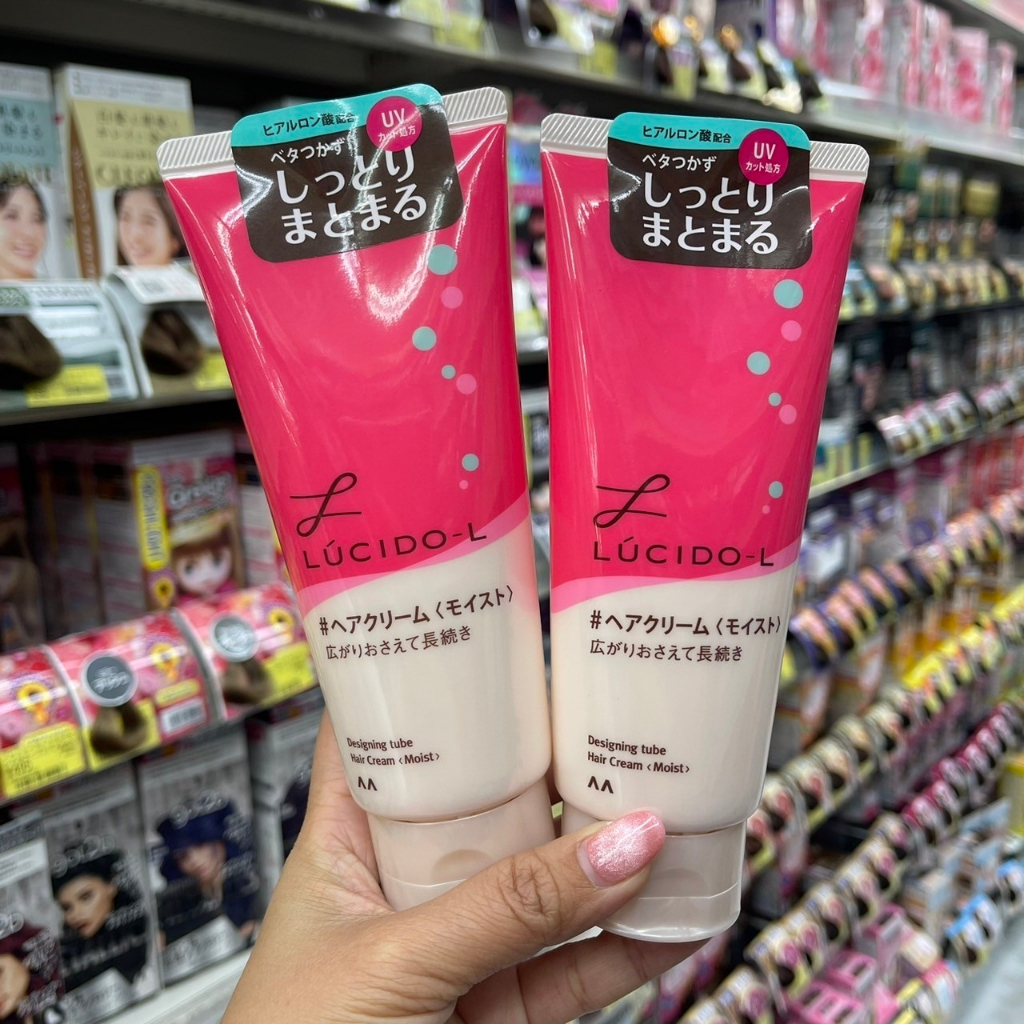 ヒアルロン酸配合
UV
カット処方
ベタつかず
しっとり
まとまる
LÚCIDO-L
#ヘアクリーム〈モイスト〉
広がりおさえて長続き
Designing tube
Hair Cream ‹Moist›
ヒアルロン酸配合
UV
カット処方
ベタつかず
しっとり
まとまる
LÚCIDO-L
#ヘアクリーム〈モイスト〉
広がりおさえて長続き
Designing tube
Hair Cream ‹Moist›